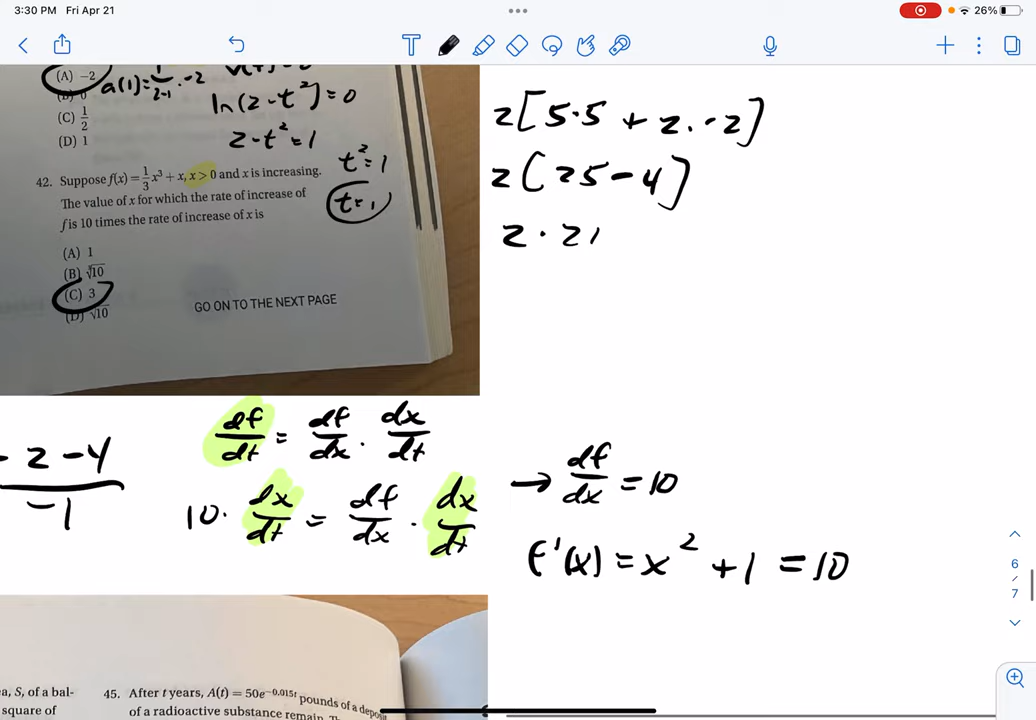 3:30 PM Fri Apr 21
26%
(A) −2
a(1)= 1/2-1 · -2
(B) 0
(C) 1/2
(D) 1
ln(2-t²)=0
2-t²=1
t²=1
t=1
42. Suppose f(x) = 1/3 x³ + x, x > 0 and x is increasing.
The value of x for which the rate of increase of
f is 10 times the rate of increase of x is
(A) 1
(B) ∛10
(C) 3
(D) √10
GO ON TO THE NEXT PAGE
2[5·5 + 2·-2]
2(25-4]
2 · 21
- 2 -4
-1
df/dt = df/dx · dx/dt
10 · dx/dt = df/dx · dx/dt
→ df/dx = 10
f'(x) = x² + 1 = 10
6
/
7
a, S, of a bal-
square of
45. After t years, A(t) = 50e^−0.015t pounds of a depos
of a radioactive substance remain.